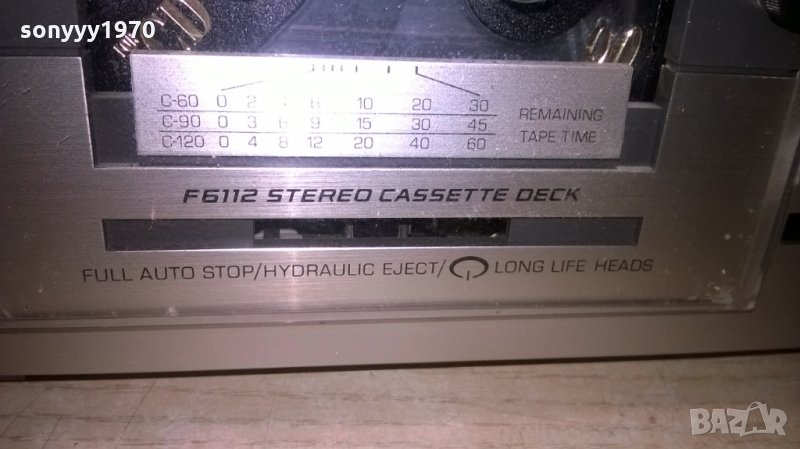 sonyyy1970
C-60 0 2 8 10 20 30
C-90 0 3 6 9 15 30 45
C-120 0 4 8 12 20 40 60
REMAINING
TAPE TIME
F6112 STEREO CASSETTE DECK
FULL AUTO STOP/HYDRAULIC EJECT/ LONG LIFE HEADS
BAZAR